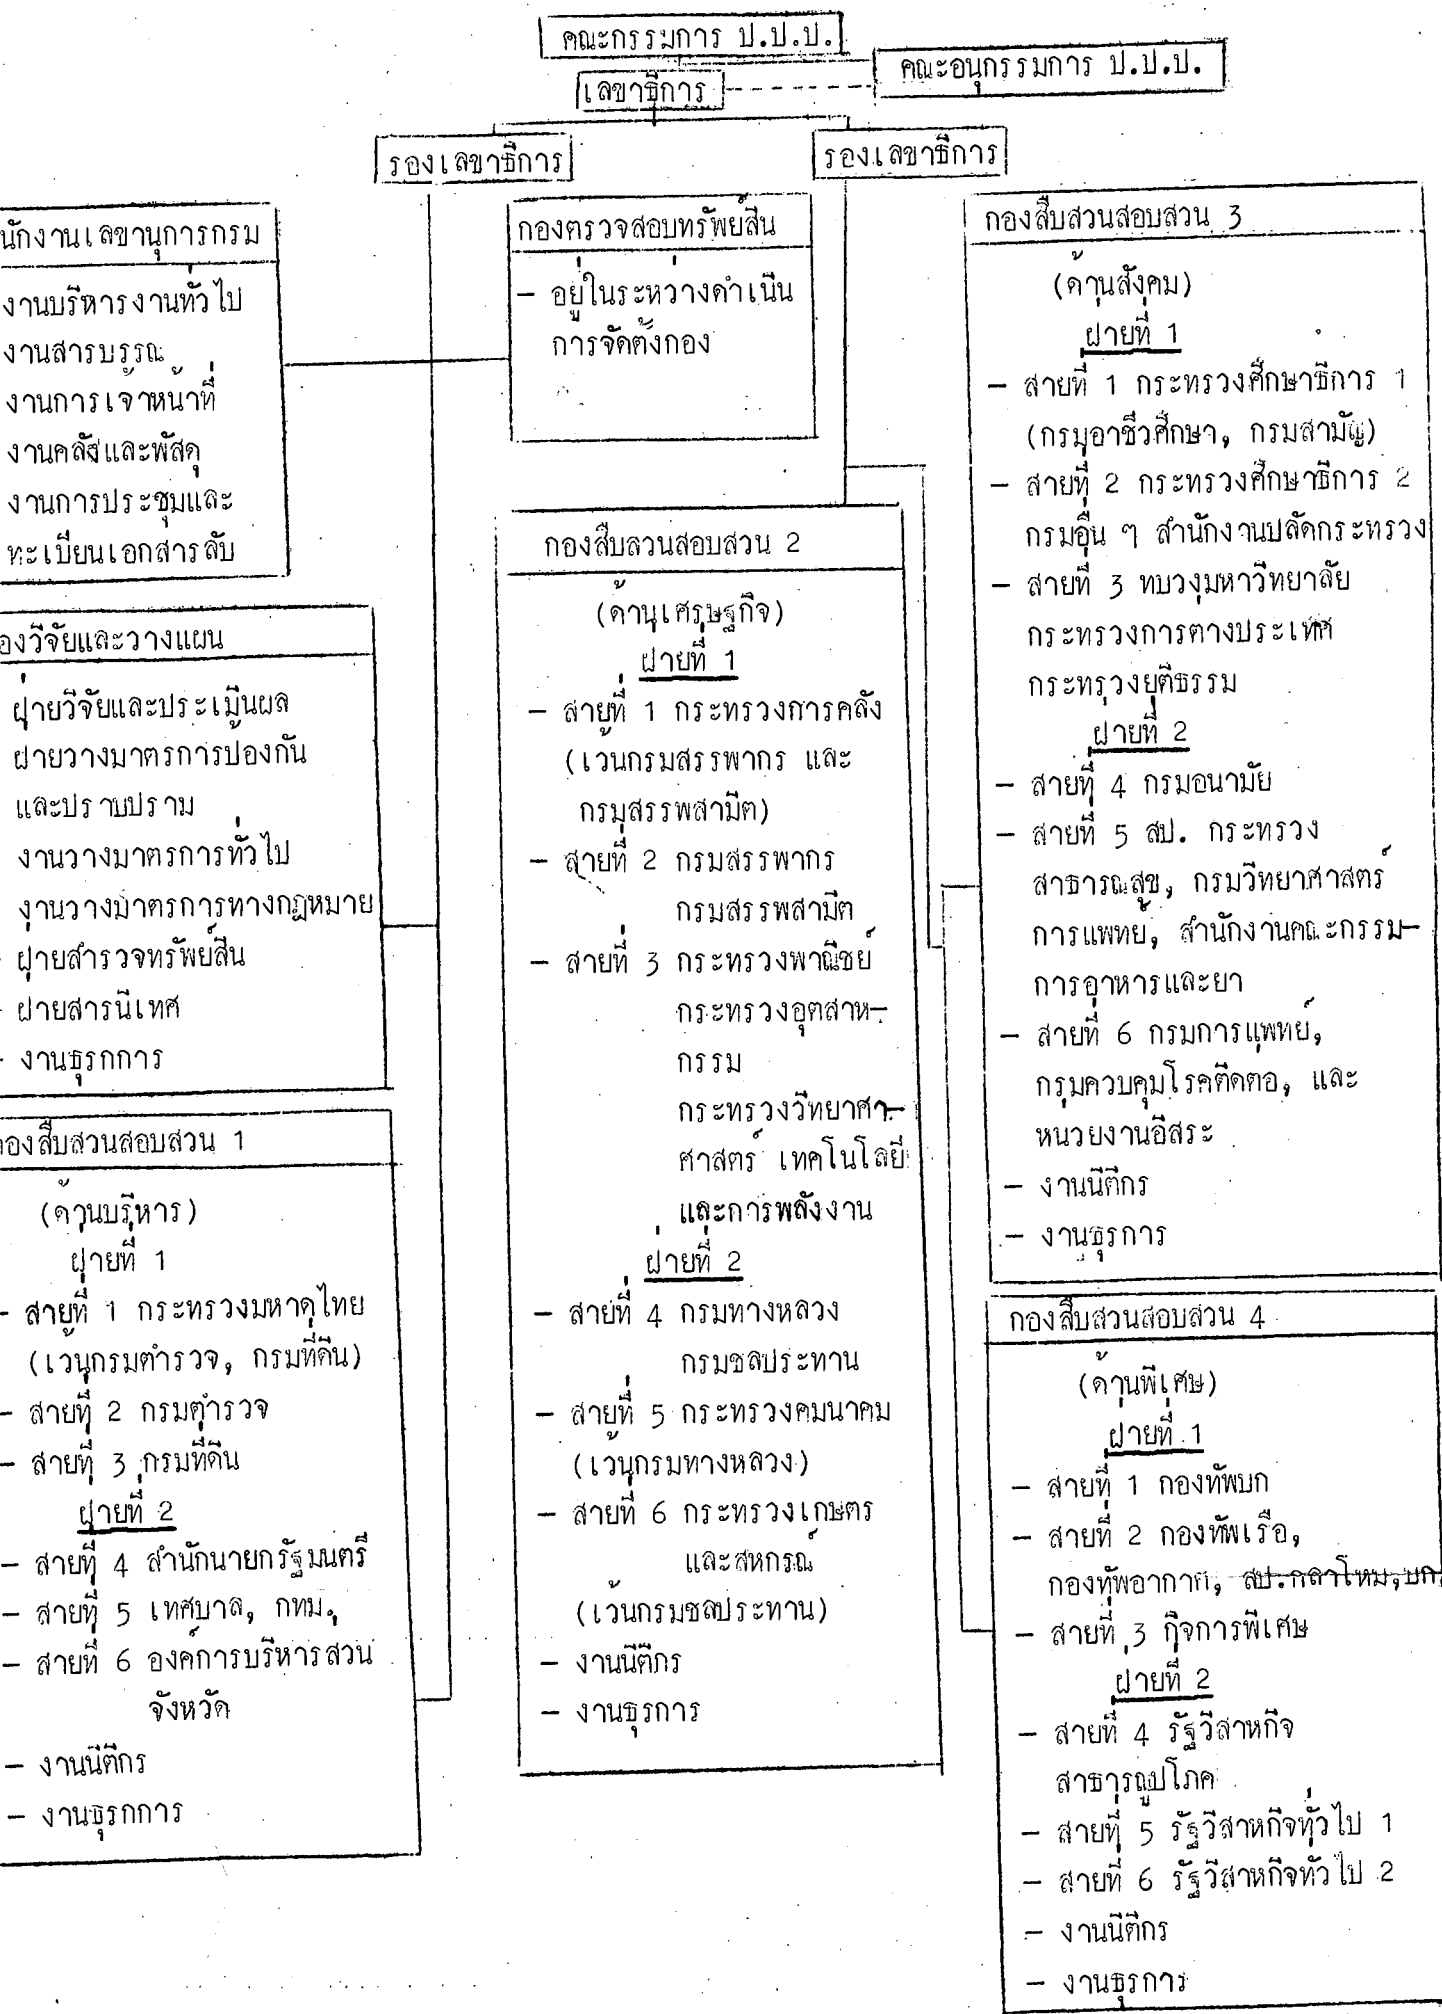 คณะกรรมการ ป.ป.ป.
คณะอนุกรรมการ ป.ป.ป.
เลขาธิการ
รองเลขาธิการ
รองเลขาธิการ
นักงานเลขานุการกรม
งานบริหารงานทั่วไป
งานสารบรรณ
งานการเจ้าหน้าที่
งานคลังและพัสดุ
งานการประชุมและ
ทะเบียนเอกสารลับ
องวิจัยและวางแผน
ฝ่ายวิจัยและประเมินผล
ฝ่ายวางมาตรการป้องกัน
และปราบปราม
งานวางมาตรการทั่วไป
งานวางมาตรการทางกฎหมาย
- ฝ่ายสำรวจทรัพย์สิน
- ฝ่ายสารนิเทศ
- งานธุรกการ
กองสืบสวนสอบสวน 1
(ด้านบริหาร)
ฝ่ายที่ 1
- สายที่ 1 กระทรวงมหาดไทย
(เว้นกรมตำรวจ, กรมที่ดิน)
- สายที่ 2 กรมตำรวจ
- สายที่ 3 กรมที่ดิน
ฝ่ายที่ 2
- สายที่ 4 สำนักนายกรัฐมนตรี
- สายที่ 5 เทศบาล, กทม.,
- สายที่ 6 องค์การบริหารส่วน
จังหวัด
- งานนิติกร
- งานธุรกการ
กองตรวจสอบทรัพย์สิน
- อยู่ในระหว่างดำเนิน
การจัดตั้งกอง
กองสืบสวนสอบสวน 2
(ด้านเศรษฐกิจ)
ฝ่ายที่ 1
- สายที่ 1 กระทรวงการคลัง
(เว้นกรมสรรพากร และ
กรมสรรพสามิต)
- สายที่ 2 กรมสรรพากร
กรมสรรพสามิต
- สายที่ 3 กระทรวงพาณิชย์
กระทรวงอุตสาห-
กรรม
กระทรวงวิทยาศา-
ศาสตร์ เทคโนโลยี
และการพลังงาน
ฝ่ายที่ 2
- สายที่ 4 กรมทางหลวง
กรมชลประทาน
- สายที่ 5 กระทรวงคมนาคม
(เว้นกรมทางหลวง)
- สายที่ 6 กระทรวงเกษตร
และสหกรณ์
(เว้นกรมชลประทาน)
- งานนิติกร
- งานธุรการ
กองสืบสวนสอบสวน 3
(ด้านสังคม)
ฝ่ายที่ 1
- สายที่ 1 กระทรวงศึกษาธิการ 1
(กรมอาชีวศึกษา, กรมสามัญ)
- สายที่ 2 กระทรวงศึกษาธิการ 2
กรมอื่น ๆ สำนักงานปลัดกระทรวง
- สายที่ 3 ทบวงมหาวิทยาลัย
กระทรวงการต่างประเทศ
กระทรวงยุติธรรม
ฝ่ายที่ 2
- สายที่ 4 กรมอนามัย
- สายที่ 5 สป. กระทรวง
สาธารณสุข, กรมวิทยาศาสตร์
การแพทย์, สำนักงานคณะกรรม-
การอาหารและยา
- สายที่ 6 กรมการแพทย์,
กรมควบคุมโรคติดต่อ, และ
หน่วยงานอิสระ
- งานนิติกร
- งานธุรการ
กองสืบสวนสอบสวน 4
(ด้านพิเศษ)
ฝ่ายที่ 1
- สายที่ 1 กองทัพบก
- สายที่ 2 กองทัพเรือ,
กองทัพอากาศ, สป.กลาโหม,บก.
- สายที่ 3 กิจการพิเศษ
ฝ่ายที่ 2
- สายที่ 4 รัฐวิสาหกิจ
สาธารณูปโภค
- สายที่ 5 รัฐวิสาหกิจทั่วไป 1
- สายที่ 6 รัฐวิสาหกิจทั่วไป 2
- งานนิติกร
- งานธุรการ